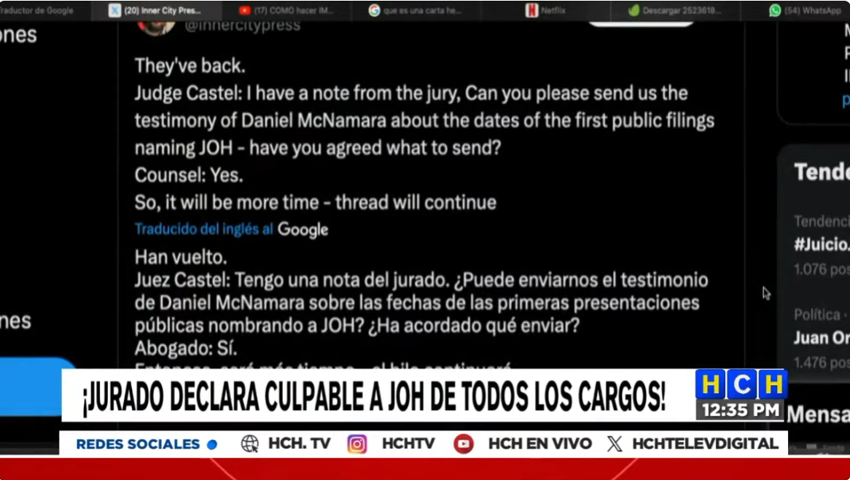 Traductor de Google
(20) Inner City Pres...
(17) COMO hacer IM...
que es una carta he...
Netflix
Descargar 2523618...
(54) WhatsApp
ones
@innercitypress
They've back.
Judge Castel: I have a note from the jury, Can you please send us the
testimony of Daniel McNamara about the dates of the first public filings
naming JOH - have you agreed what to send?
Counsel: Yes.
So, it will be more time - thread will continue
Traducido del inglés al Google
Han vuelto.
Juez Castel: Tengo una nota del jurado. ¿Puede enviarnos el testimonio
de Daniel McNamara sobre las fechas de las primeras presentaciones
públicas nombrando a JOH? ¿Ha acordado qué enviar?
Abogado: Sí.
nes
Tende
Tendenci
#Juicio.
1.076 pos
Política ·
Juan Or
1.476 pos
Mensa
¡JURADO DECLARA CULPABLE A JOH DE TODOS LOS CARGOS!
HCH
12:35 PM
REDES SOCIALES HCH. TV HCHTV HCH EN VIVO HCHTELEVDIGITAL